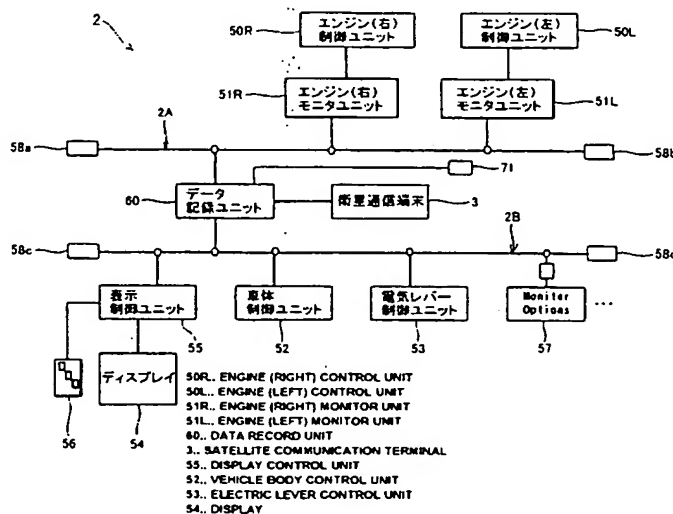 2
50R
エンジン(右)
制御ユニット
エンジン(左)
制御ユニット
50L
51R
エンジン(右)
モニタユニット
エンジン(左)
モニタユニット
51L
2A
58a
58b
71
60
データ
記録ユニット
衛星通信端末
3
58c
2B
58d
表示
制御ユニット
車体
制御ユニット
電気レバー
制御ユニット
Moniter
Options
...
55
52
53
57
ディスプレイ
56
54
50R.. ENGINE (RIGHT) CONTROL UNIT
50L.. ENGINE (LEFT) CONTROL UNIT
51R.. ENGINE (RIGHT) MONITOR UNIT
51L.. ENGINE (LEFT) MONITOR UNIT
60.. DATA RECORD UNIT
3.. SATELLITE COMMUNICATION TERMINAL
55.. DISPLAY CONTROL UNIT
52.. VEHICLE BODY CONTROL UNIT
53.. ELECTRIC LEVER CONTROL UNIT
54.. DISPLAY